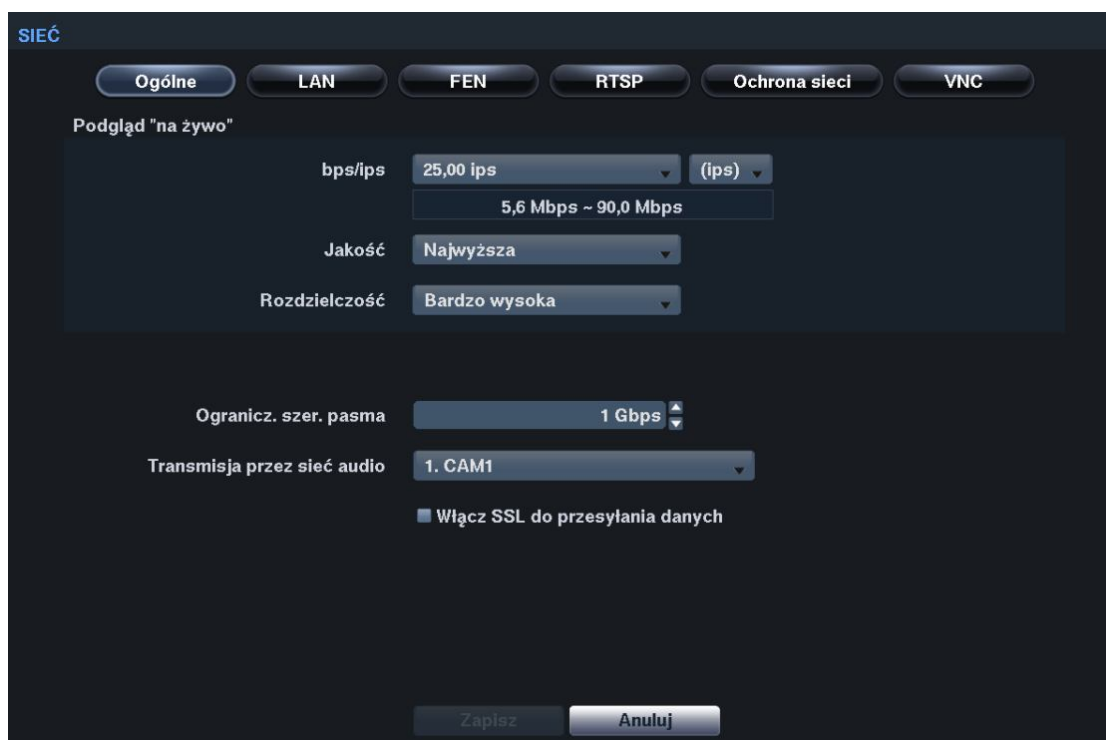 SIEĆ
Ogólne LAN FEN RTSP Ochrona sieci VNC
Podgląd "na żywo"
bps/ips 25,00 ips (ips)
5,6 Mbps ~ 90,0 Mbps
Jakość Najwyższa
Rozdzielczość Bardzo wysoka
Ogranicz. szer. pasma 1 Gbps
Transmisja przez sieć audio 1. CAM1
Włącz SSL do przesyłania danych
Zapisz Anuluj